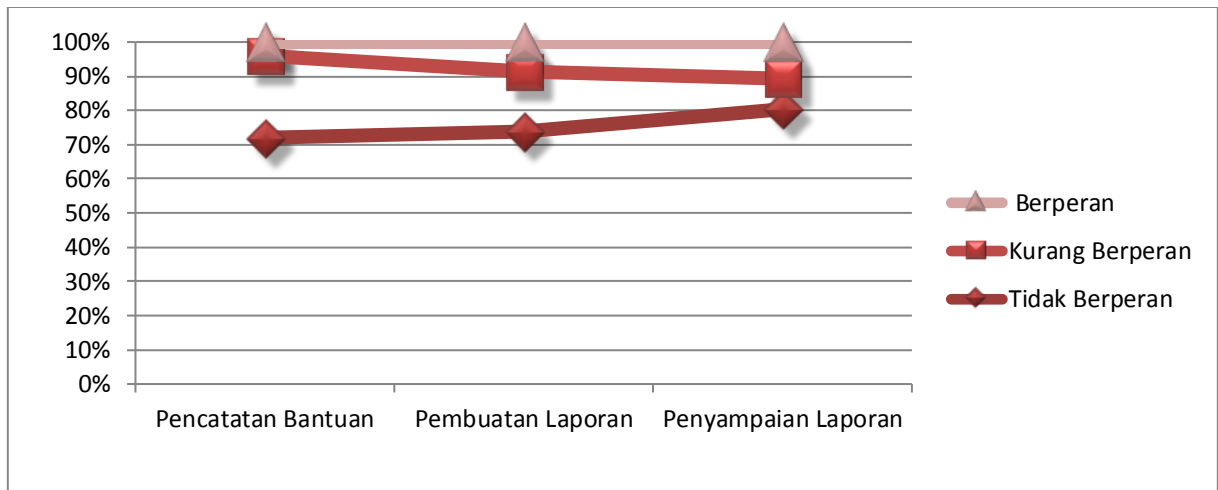 100%
90%
80%
70%
60%
50%
40%
30%
20%
10%
0%
Pencatatan Bantuan
Pembuatan Laporan
Penyampaian Laporan
Berperan
Kurang Berperan
Tidak Berperan